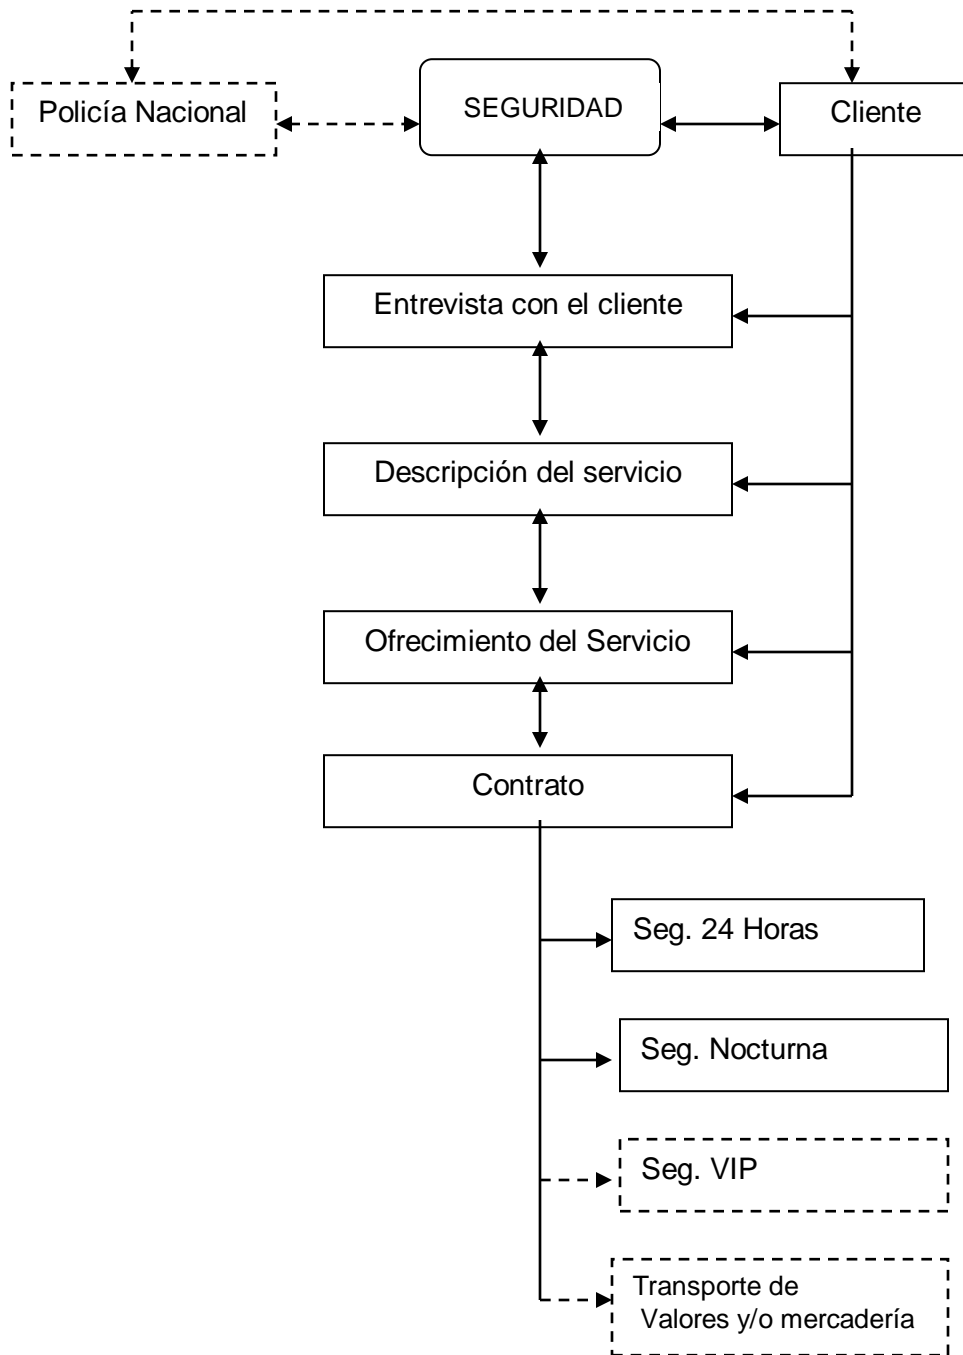 Policía Nacional
SEGURIDAD
Cliente
Entrevista con el cliente
Descripción del servicio
Ofrecimiento del Servicio
Contrato
Seg. 24 Horas
Seg. Nocturna
Seg. VIP
Transporte de
Valores y/o mercadería